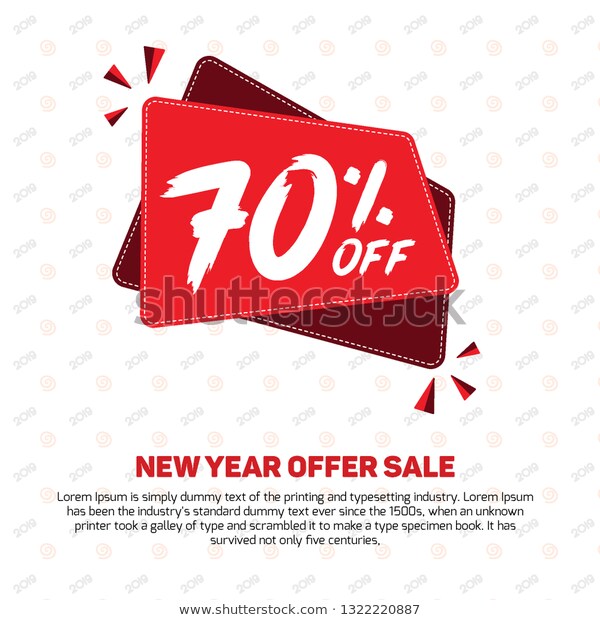 70% OFF
NEW YEAR OFFER SALE
Lorem Ipsum is simply dummy text of the printing and typesetting industry. Lorem Ipsum
has been the industry's standard dummy text ever since the 1500s, when an unknown
printer took a galley of type and scrambled it to make a type specimen book. It has
survived not only five centuries,
shutterstock
www.shutterstock.com · 1322220887